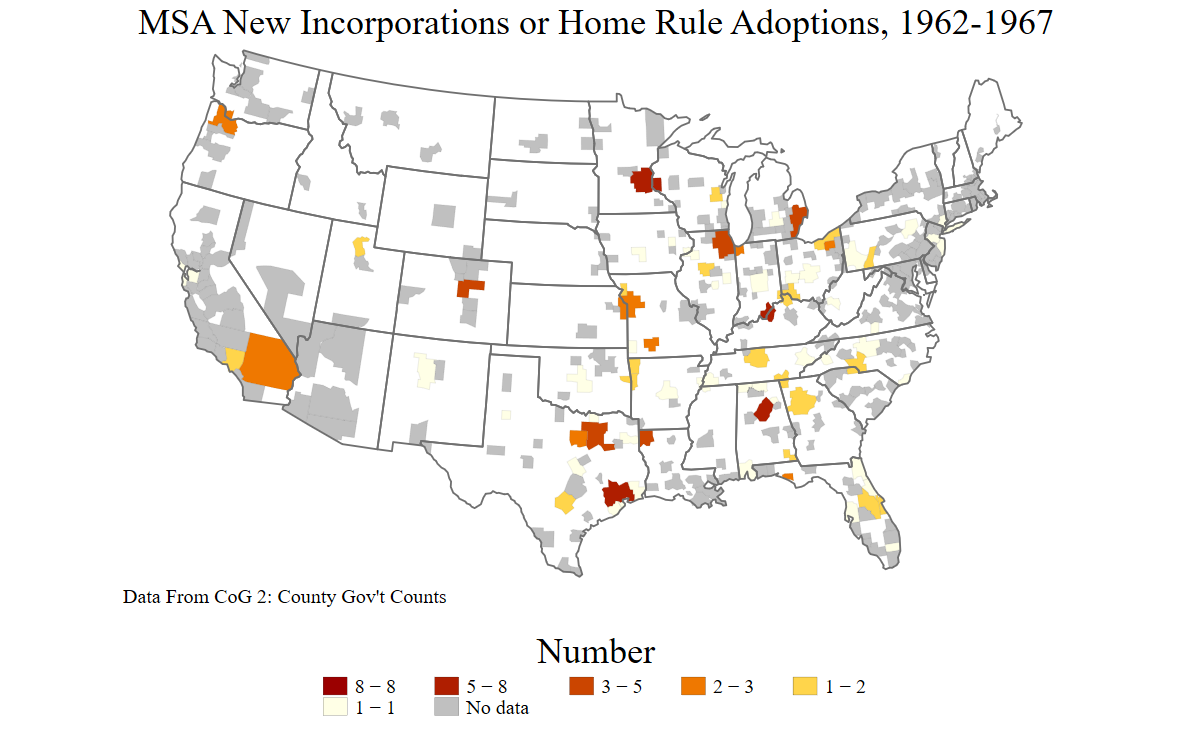 MSA New Incorporations or Home Rule Adoptions, 1962-1967
Data From CoG 2: County Gov't Counts
Number
8 – 8 5 – 8 3 – 5 2 – 3 1 – 2
1 – 1 No data